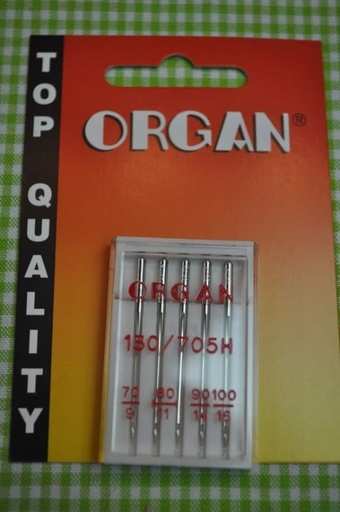 TOP QUALITY
ORGAN®
ORGAN
130/705H
70 80 90 100
9 11 14 16